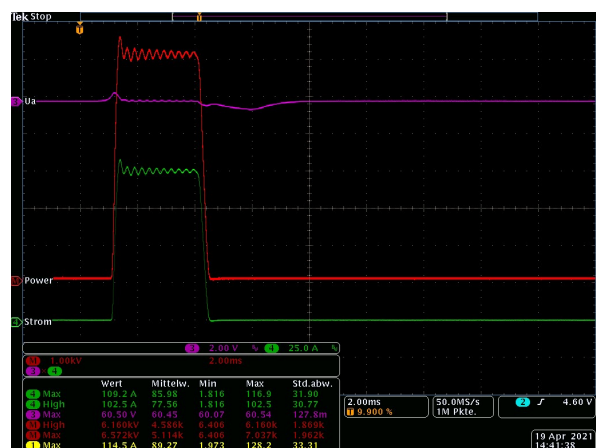 Tek Stop
T
T
3 Ua
M Power
4 Strom
3 2.00 V 4 25.0 A
M 1.00kV 2.00ms
3 4
Wert Mittelw. Min Max Std.abw.
4 Max 109.2 A 85.98 1.816 116.9 31.90
4 High 102.5 A 77.56 1.816 102.5 30.77
3 Max 60.50 V 60.45 60.07 60.54 127.8m
M High 6.160kV 4.586k 6.406 6.160k 1.869k
M Max 6.572kV 5.114k 6.406 7.037k 1.962k
1 Max 114.5 A 89.27 1.973 128.2 33.31
2.00ms 50.0MS/s 2 4.60 V
T 9.900 % 1M Pkte.
19 Apr 2021
14:41:38